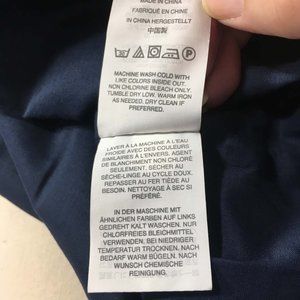 MADE IN CHINA
FABRIQUÉ EN CHINE
IN CHINA HERGESTELLT
中国製
MACHINE WASH COLD WITH
LIKE COLORS INSIDE OUT.
NON CHLORINE BLEACH ONLY.
TUMBLE DRY LOW. WARM IRON
AS NEEDED. DRY CLEAN IF
PREFERRED.
LAVER À LA MACHINE À L'EAU
FROIDE AVEC DES COULEURS
SIMILAIRES À L'ENVERS. AGENT
DE BLANCHIMENT NON CHLORÉ
SEULEMENT, SÉCHER AU
SÈCHE-LINGE AU CYCLE DOUX.
REPASSER AU FER TIÈDE AU
BESOIN. NETTOYAGE À SEC SI
PRÉFÉRÉ.
IN DER MASCHINE MIT
ÄHNLICHEN FARBEN AUF LINKS
GEDREHT KALT WASCHEN. NUR
CHLORFREIES BLEICHMITTEL
VERWENDEN. BEI NIEDRIGER
TEMPERATUR TROCKNEN. NACH
BEDARF WARM BÜGELN. NACH
WUNSCH CHEMISCHE
REINIGUNG.